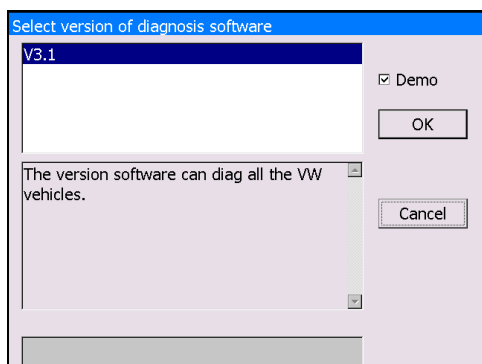 Select version of diagnosis software
V3.1
Demo
OK
The version software can diag all the VW
vehicles.
Cancel